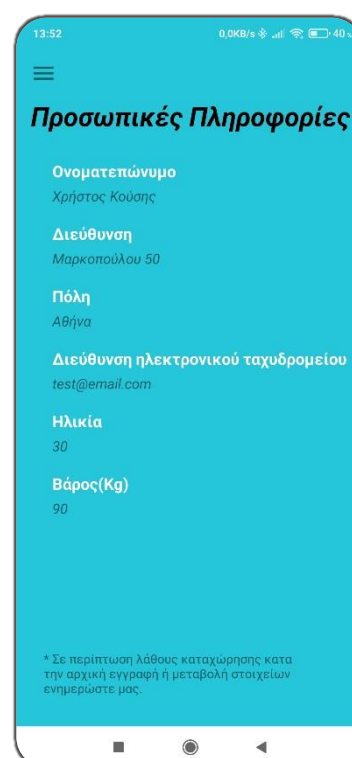 13:52 0,0KB/s 40%
Προσωπικές Πληροφορίες
Ονοματεπώνυμο
Χρήστος Κούσης
Διεύθυνση
Μαρκοπούλου 50
Πόλη
Αθήνα
Διεύθυνση ηλεκτρονικού ταχυδρομείου
test@email.com
Ηλικία
30
Βάρος(Kg)
90
* Σε περίπτωση λάθους καταχώρησης κατα
την αρχική εγγραφή ή μεταβολή στοιχείων
ενημερώστε μας.